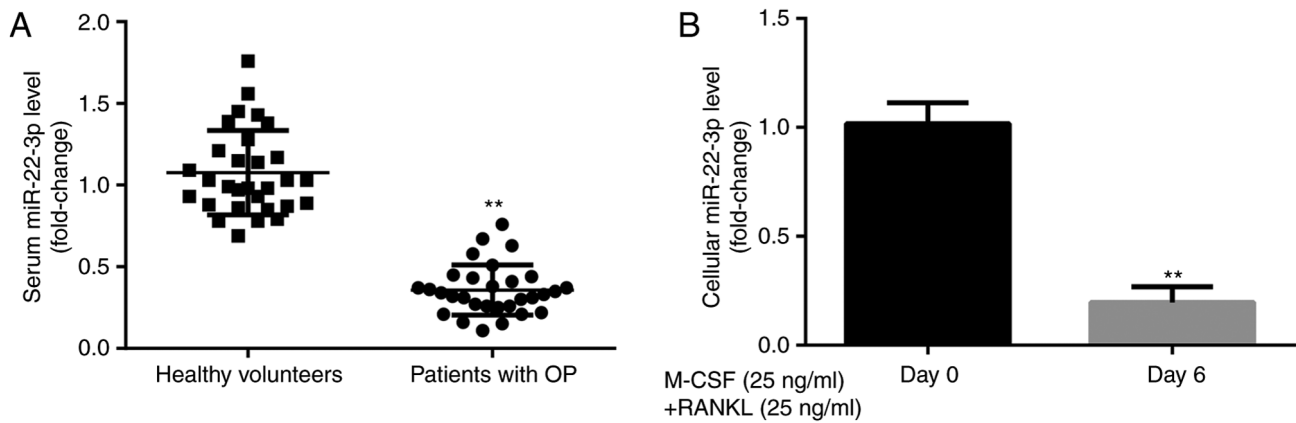 A
Serum miR-22-3p level
(fold-change)
2.0
1.5
1.0
0.5
0.0
**
Healthy volunteers
Patients with OP
B
Cellular miR-22-3p level
(fold-change)
1.5
1.0
0.5
0.0
**
Day 0
Day 6
M-CSF (25 ng/ml)
+RANKL (25 ng/ml)